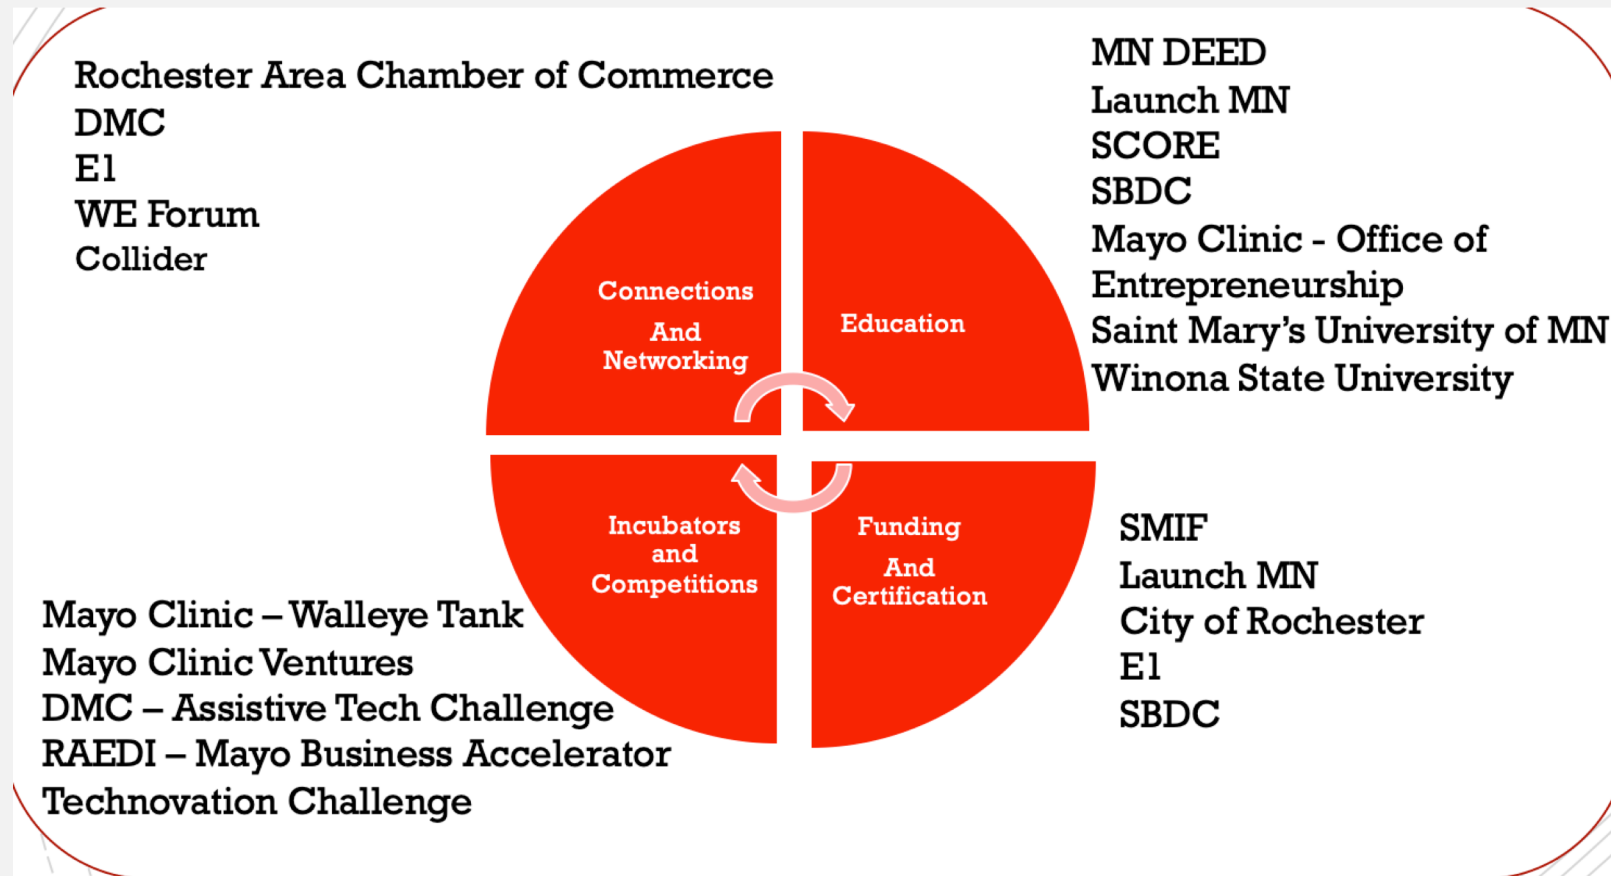 Rochester Area Chamber of Commerce
DMC
E1
WE Forum
Collider
MN DEED
Launch MN
SCORE
SBDC
Mayo Clinic - Office of
Entrepreneurship
Saint Mary’s University of MN
Winona State University
Connections
And
Networking
Education
Incubators
and
Competitions
Funding
And
Certification
Mayo Clinic – Walleye Tank
Mayo Clinic Ventures
DMC – Assistive Tech Challenge
RAEDI – Mayo Business Accelerator
Technovation Challenge
SMIF
Launch MN
City of Rochester
E1
SBDC